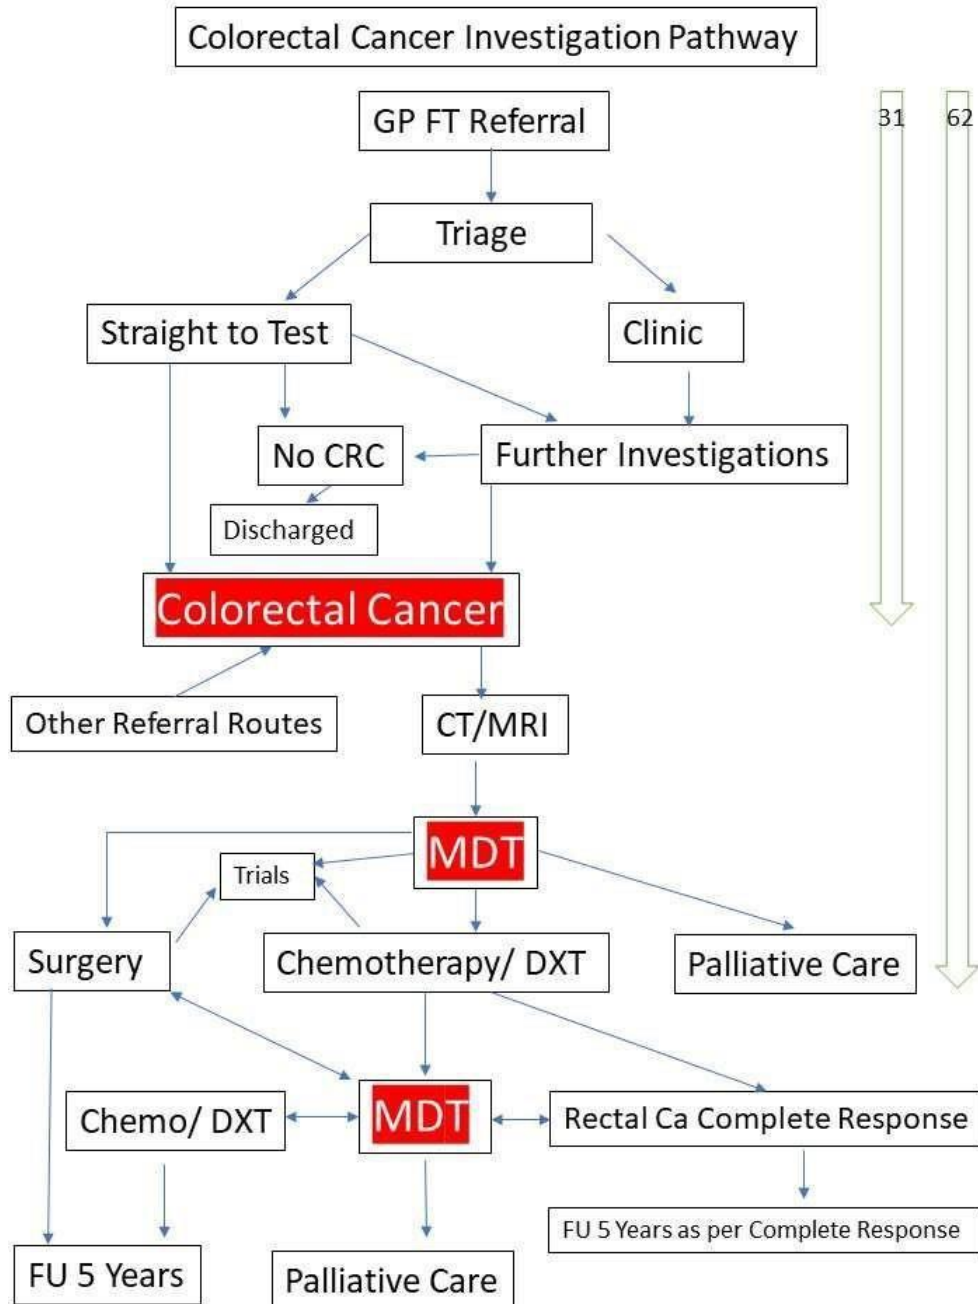 Colorectal Cancer Investigation Pathway
GP FT Referral
31
62
Triage
Straight to Test
Clinic
No CRC
Further Investigations
Discharged
Colorectal Cancer
Other Referral Routes
CT/MRI
MDT
Trials
Surgery
Chemotherapy/ DXT
Palliative Care
Chemo/ DXT
MDT
Rectal Ca Complete Response
FU 5 Years as per Complete Response
FU 5 Years
Palliative Care